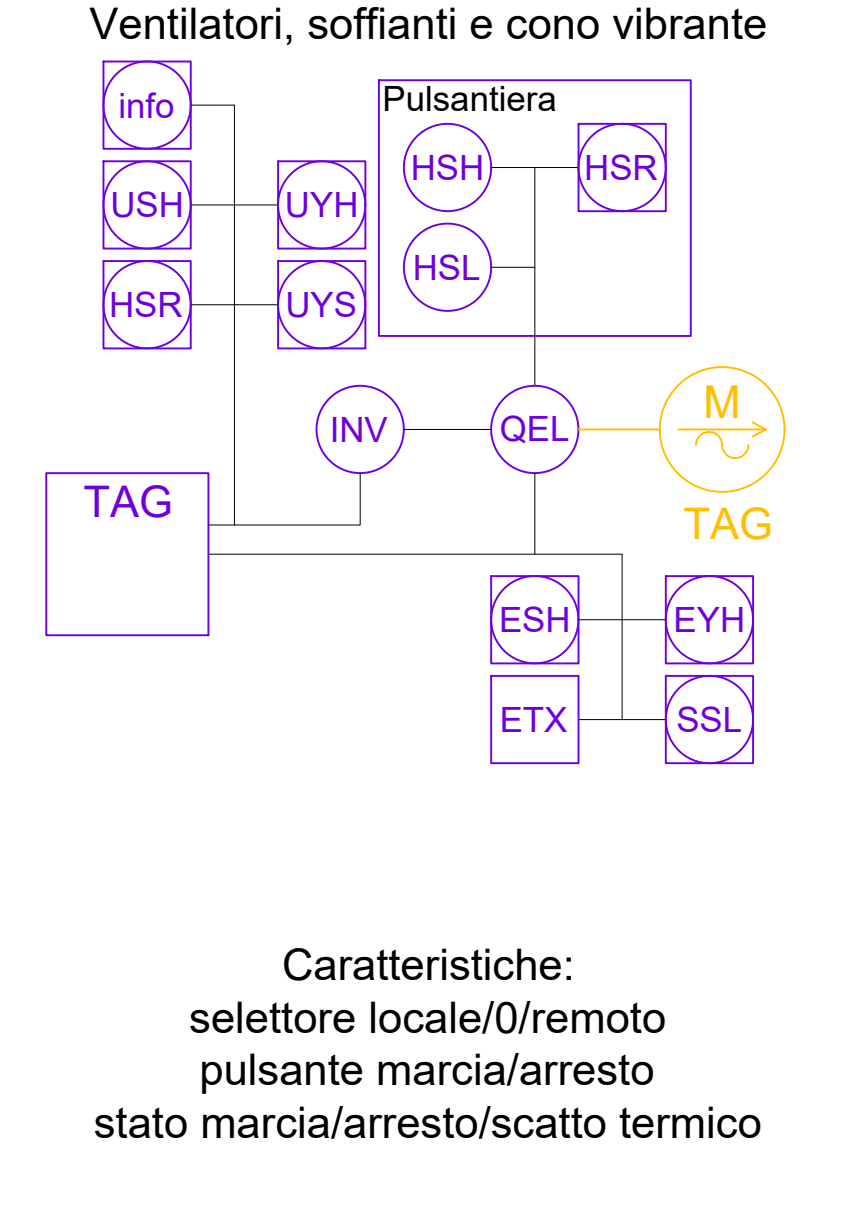 Ventilatori, soffianti e cono vibrante
info
Pulsantiera
HSH
HSR
USH
UYH
HSL
HSR
UYS
INV
QEL
M
TAG
TAG
ESH
EYH
ETX
SSL
Caratteristiche:
selettore locale/0/remoto
pulsante marcia/arresto
stato marcia/arresto/scatto termico